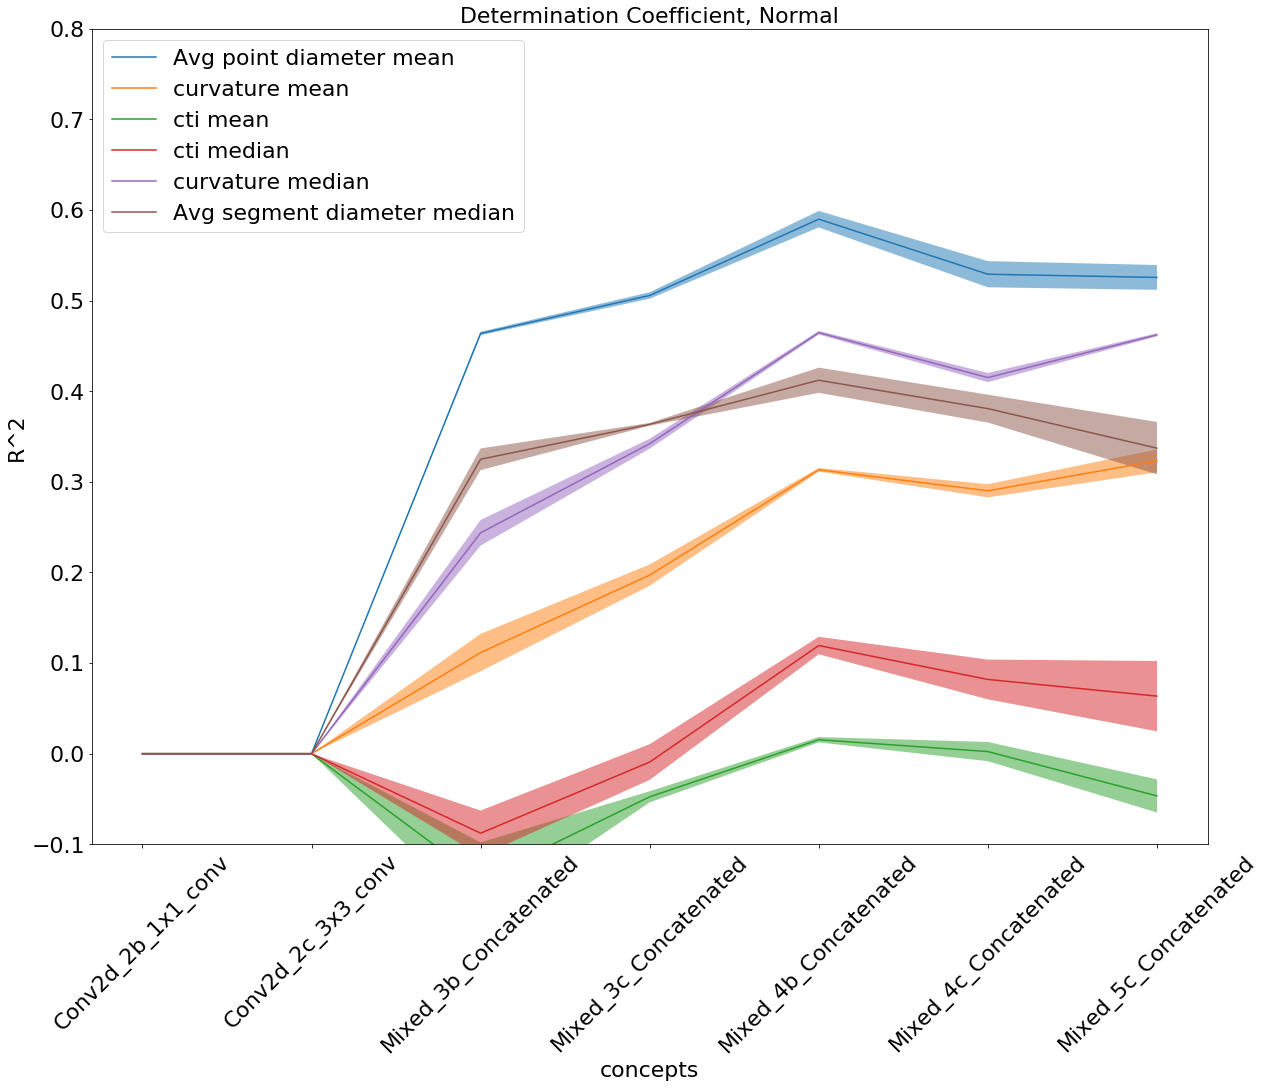 Determination Coefficient, Normal
0.8
0.7
0.6
0.5
0.4
0.3
0.2
0.1
0.0
−0.1
R^2
Avg point diameter mean
curvature mean
cti mean
cti median
curvature median
Avg segment diameter median
Conv2d_2b_1x1_conv
Conv2d_2c_3x3_conv
Mixed_3b_Concatenated
Mixed_3c_Concatenated
Mixed_4b_Concatenated
Mixed_4c_Concatenated
Mixed_5c_Concatenated
concepts